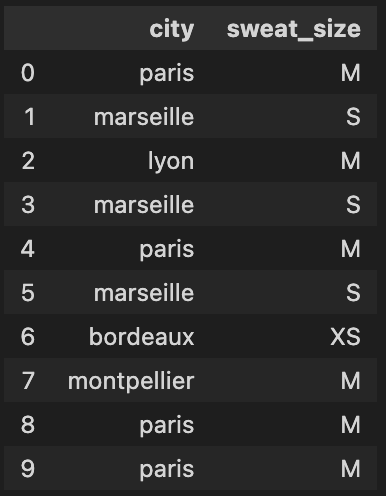 city sweat_size
0 paris M
1 marseille S
2 lyon M
3 marseille S
4 paris M
5 marseille S
6 bordeaux XS
7 montpellier M
8 paris M
9 paris M